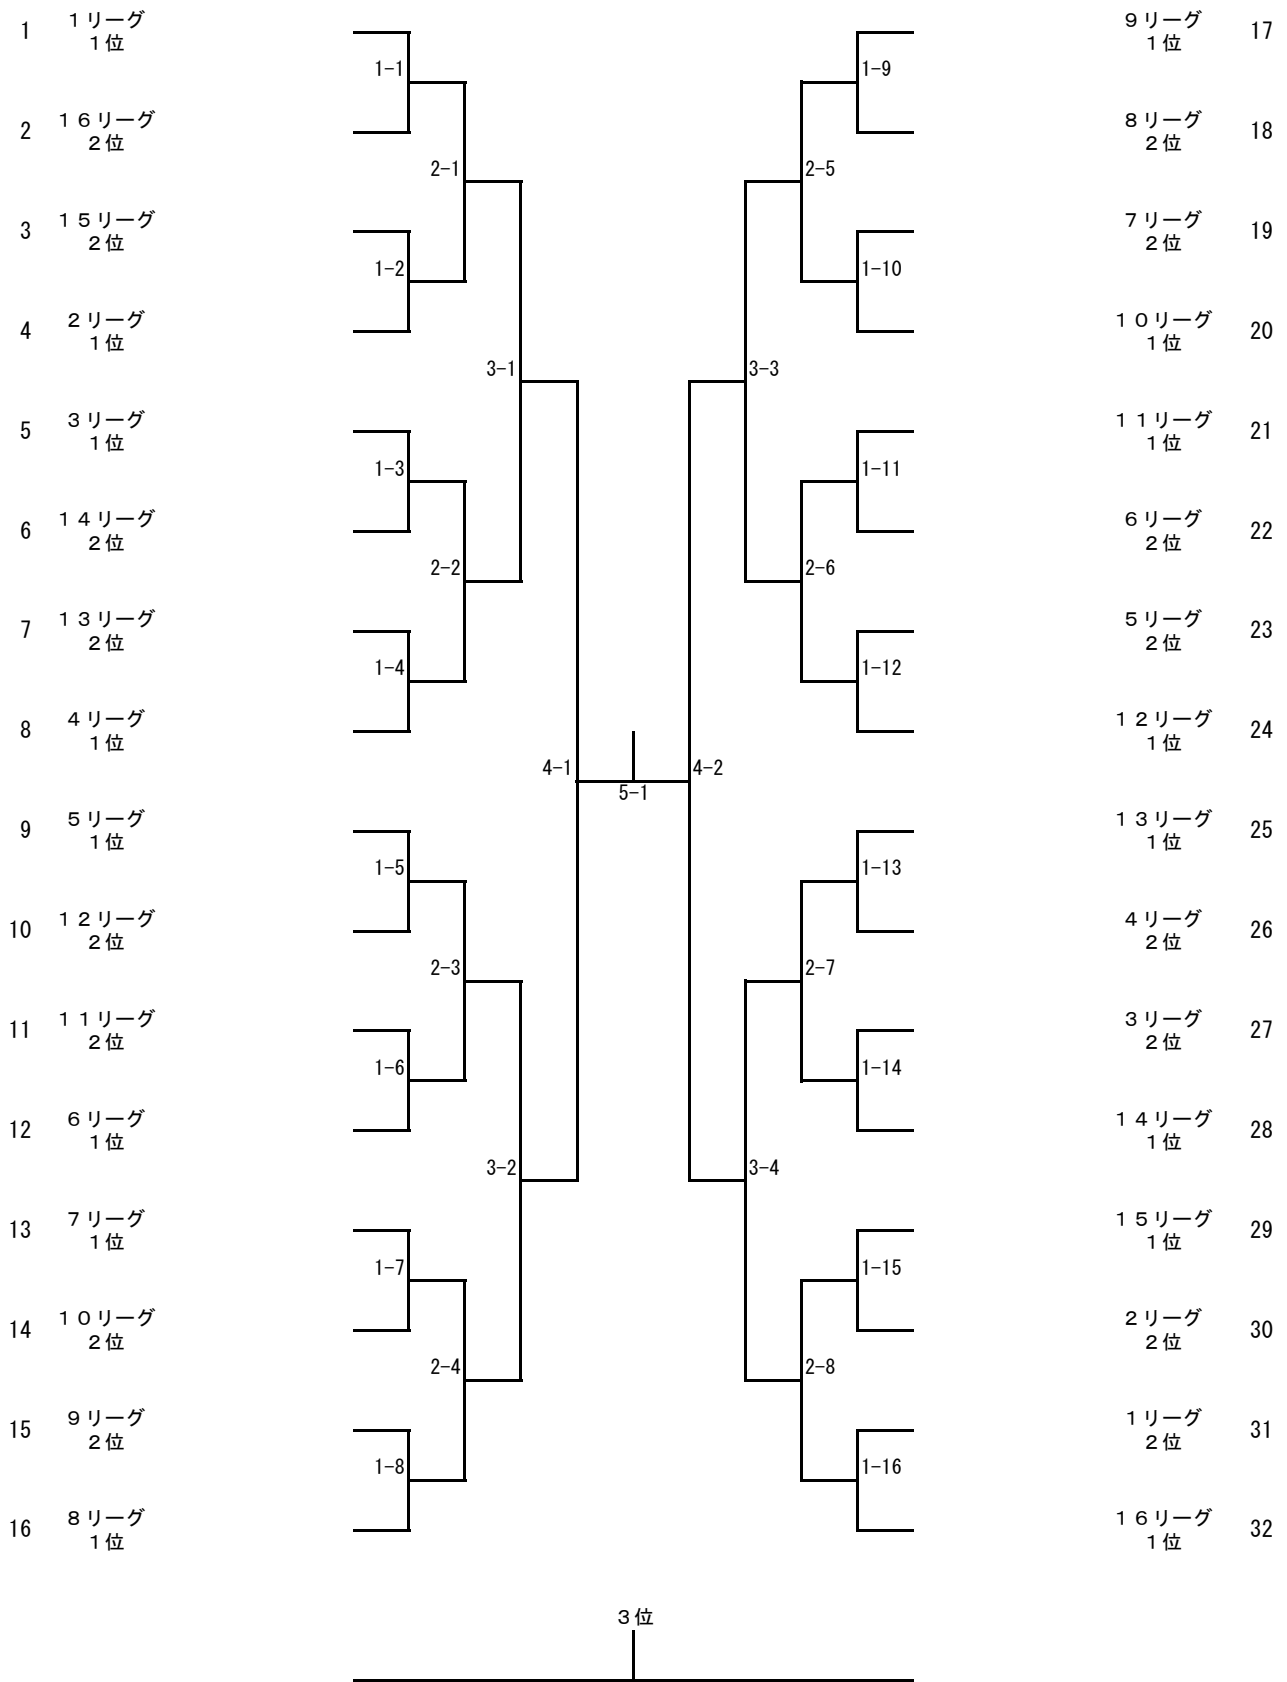 1 １リーグ 9リーグ 17
１位 １位
1-1 1-9
2 １６リーグ ８リーグ 18
２位 ２位
2-1 2-5
3 １５リーグ ７リーグ 19
２位 ２位
1-2 1-10
4 ２リーグ １０リーグ 20
１位 １位
3-1 3-3
5 ３リーグ １１リーグ 21
１位 １位
1-3 1-11
6 １４リーグ ６リーグ 22
２位 ２位
2-2 2-6
7 １３リーグ ５リーグ 23
２位 ２位
1-4 1-12
8 ４リーグ １２リーグ 24
１位 １位
4-1 4-2
5-1
9 ５リーグ １３リーグ 25
１位 １位
1-5 1-13
10 １２リーグ ４リーグ 26
２位 ２位
2-3 2-7
11 １１リーグ ３リーグ 27
２位 ２位
1-6 1-14
12 ６リーグ １４リーグ 28
１位 １位
3-2 3-4
13 ７リーグ １５リーグ 29
１位 １位
1-7 1-15
14 １０リーグ ２リーグ 30
２位 ２位
2-4 2-8
15 ９リーグ １リーグ 31
２位 ２位
1-8 1-16
16 ８リーグ １６リーグ 32
１位 １位
３位